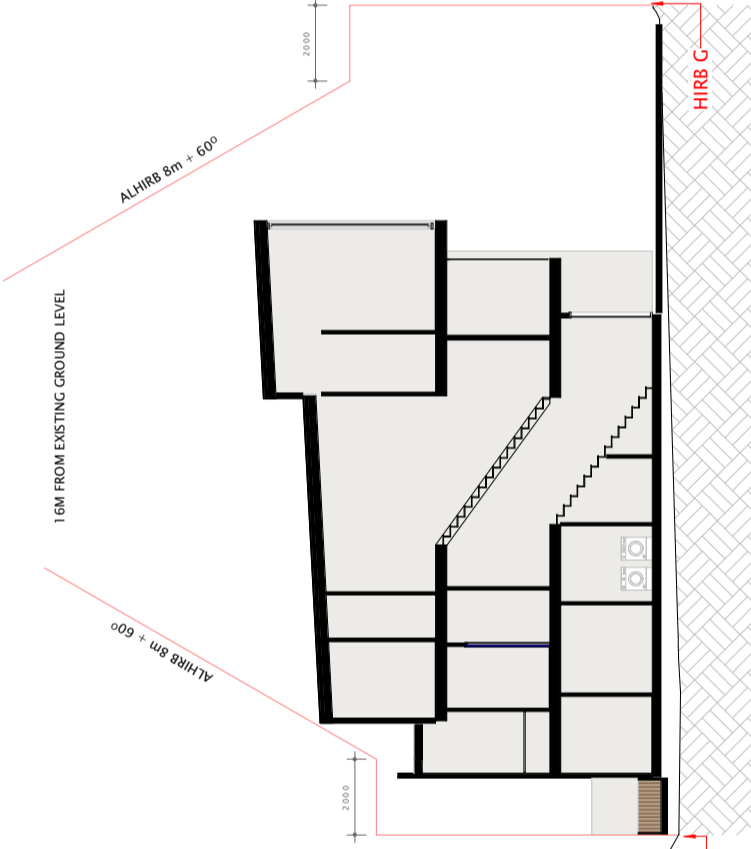 2000
HIRB G
ALHIRB 8m + 60º
16M FROM EXISTING GROUND LEVEL
ALHIRB 8m + 60º
2000